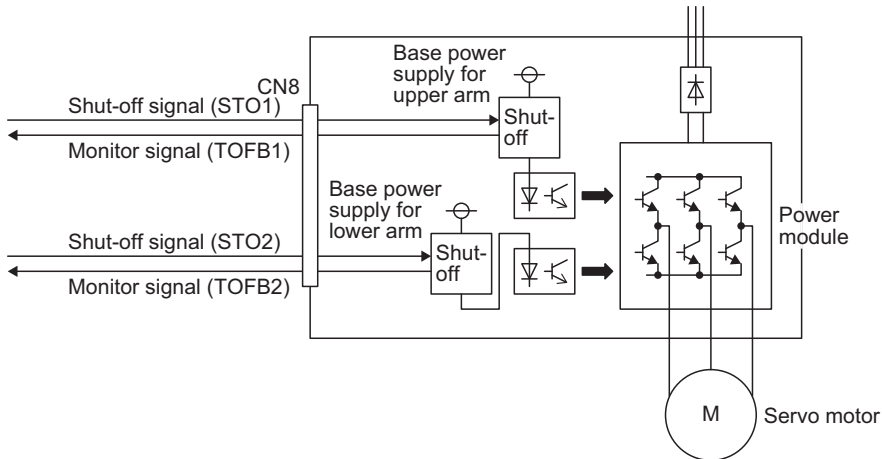 Base power
supply for
upper arm
CN8
Shut-off signal (STO1)
Shut-
off
Monitor signal (TOFB1)
Base power
supply for
lower arm
Power
module
Shut-off signal (STO2)
Shut-
off
Monitor signal (TOFB2)
M
Servo motor